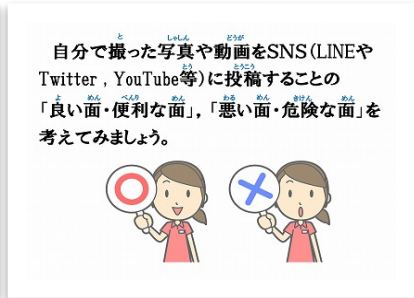 自分で撮った写真や動画をSNS(LINEや
Twitter , YouTube等)に投稿することの
「良い面・便利な面」，「悪い面・危険な面」を
考えてみましょう。